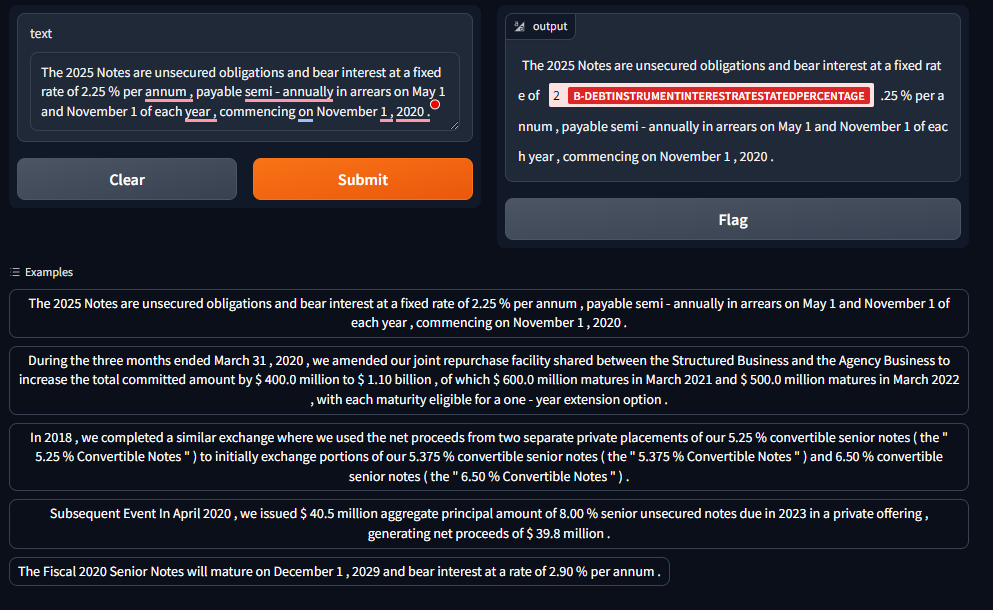 text
The 2025 Notes are unsecured obligations and bear interest at a fixed
rate of 2.25 % per annum , payable semi - annually in arrears on May 1
and November 1 of each year , commencing on November 1 , 2020 .
Clear
Submit
output
The 2025 Notes are unsecured obligations and bear interest at a fixed rat
e of 2 B-DEBTINSTRUMENTINTERESTRATESTATEDPERCENTAGE .25 % per a
nnum , payable semi - annually in arrears on May 1 and November 1 of eac
h year , commencing on November 1 , 2020 .
Flag
Examples
The 2025 Notes are unsecured obligations and bear interest at a fixed rate of 2.25 % per annum , payable semi - annually in arrears on May 1 and November 1 of
each year , commencing on November 1 , 2020 .
During the three months ended March 31 , 2020 , we amended our joint repurchase facility shared between the Structured Business and the Agency Business to
increase the total committed amount by $ 400.0 million to $ 1.10 billion , of which $ 600.0 million matures in March 2021 and $ 500.0 million matures in March 2022
, with each maturity eligible for a one - year extension option .
In 2018 , we completed a similar exchange where we used the net proceeds from two separate private placements of our 5.25 % convertible senior notes ( the "
5.25 % Convertible Notes " ) to initially exchange portions of our 5.375 % convertible senior notes ( the " 5.375 % Convertible Notes " ) and 6.50 % convertible
senior notes ( the " 6.50 % Convertible Notes " ) .
Subsequent Event In April 2020 , we issued $ 40.5 million aggregate principal amount of 8.00 % senior unsecured notes due in 2023 in a private offering ,
generating net proceeds of $ 39.8 million .
The Fiscal 2020 Senior Notes will mature on December 1 , 2029 and bear interest at a rate of 2.90 % per annum .